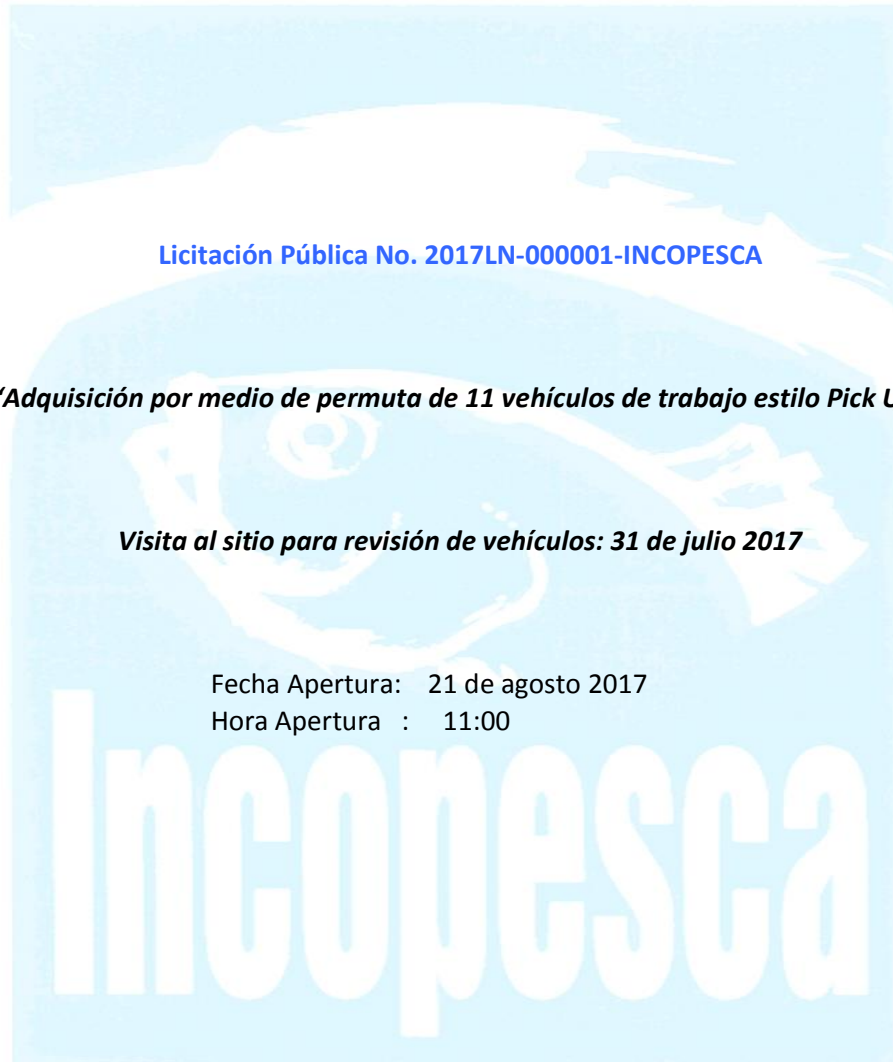 Licitación Pública No. 2017LN-000001-INCOPESCA
“Adquisición por medio de permuta de 11 vehículos de trabajo estilo Pick U
Visita al sitio para revisión de vehículos: 31 de julio 2017
Fecha Apertura: 21 de agosto 2017
Hora Apertura : 11:00
Incopesca